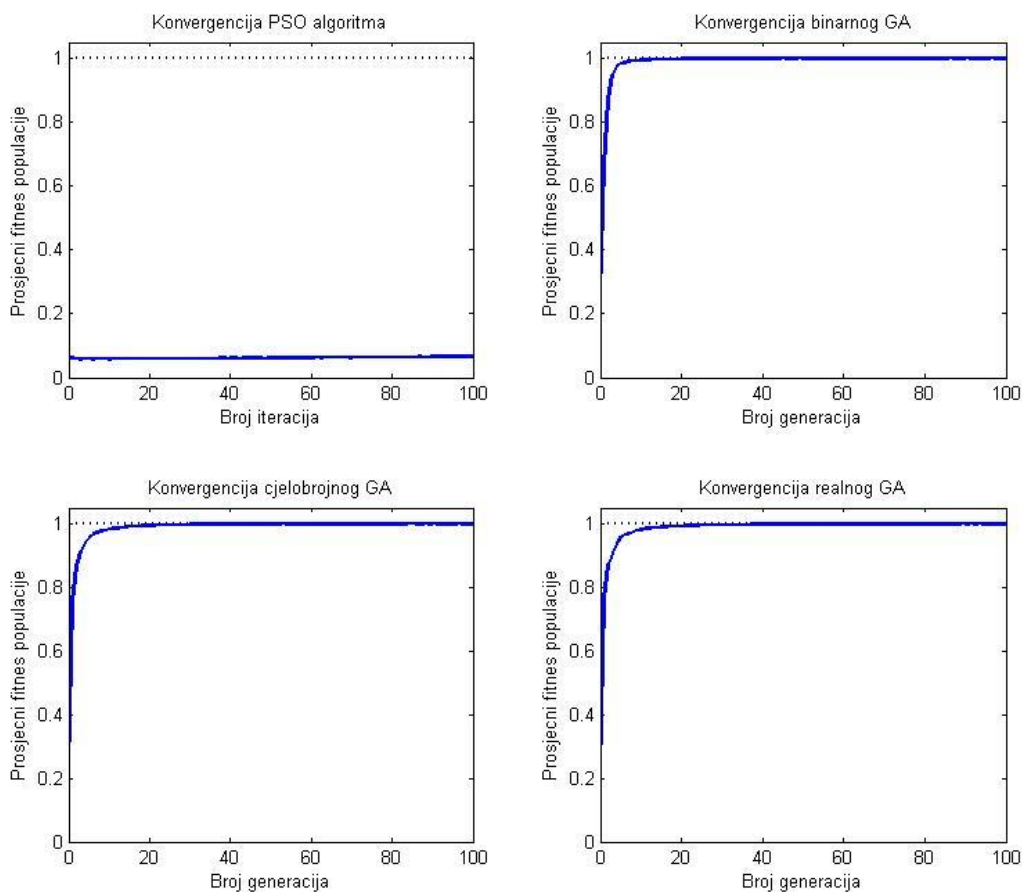 Konvergencija PSO algoritma
Prosjecni fitnes populacije
1
0.8
0.6
0.4
0.2
0
0 20 40 60 80 100
Broj iteracija
Konvergencija binarnog GA
Prosjecni fitnes populacije
1
0.8
0.6
0.4
0.2
0
0 20 40 60 80 100
Broj generacija
Konvergencija cjelobrojnog GA
Prosjecni fitnes populacije
1
0.8
0.6
0.4
0.2
0
0 20 40 60 80 100
Broj generacija
Konvergencija realnog GA
Prosjecni fitnes populacije
1
0.8
0.6
0.4
0.2
0
0 20 40 60 80 100
Broj generacija